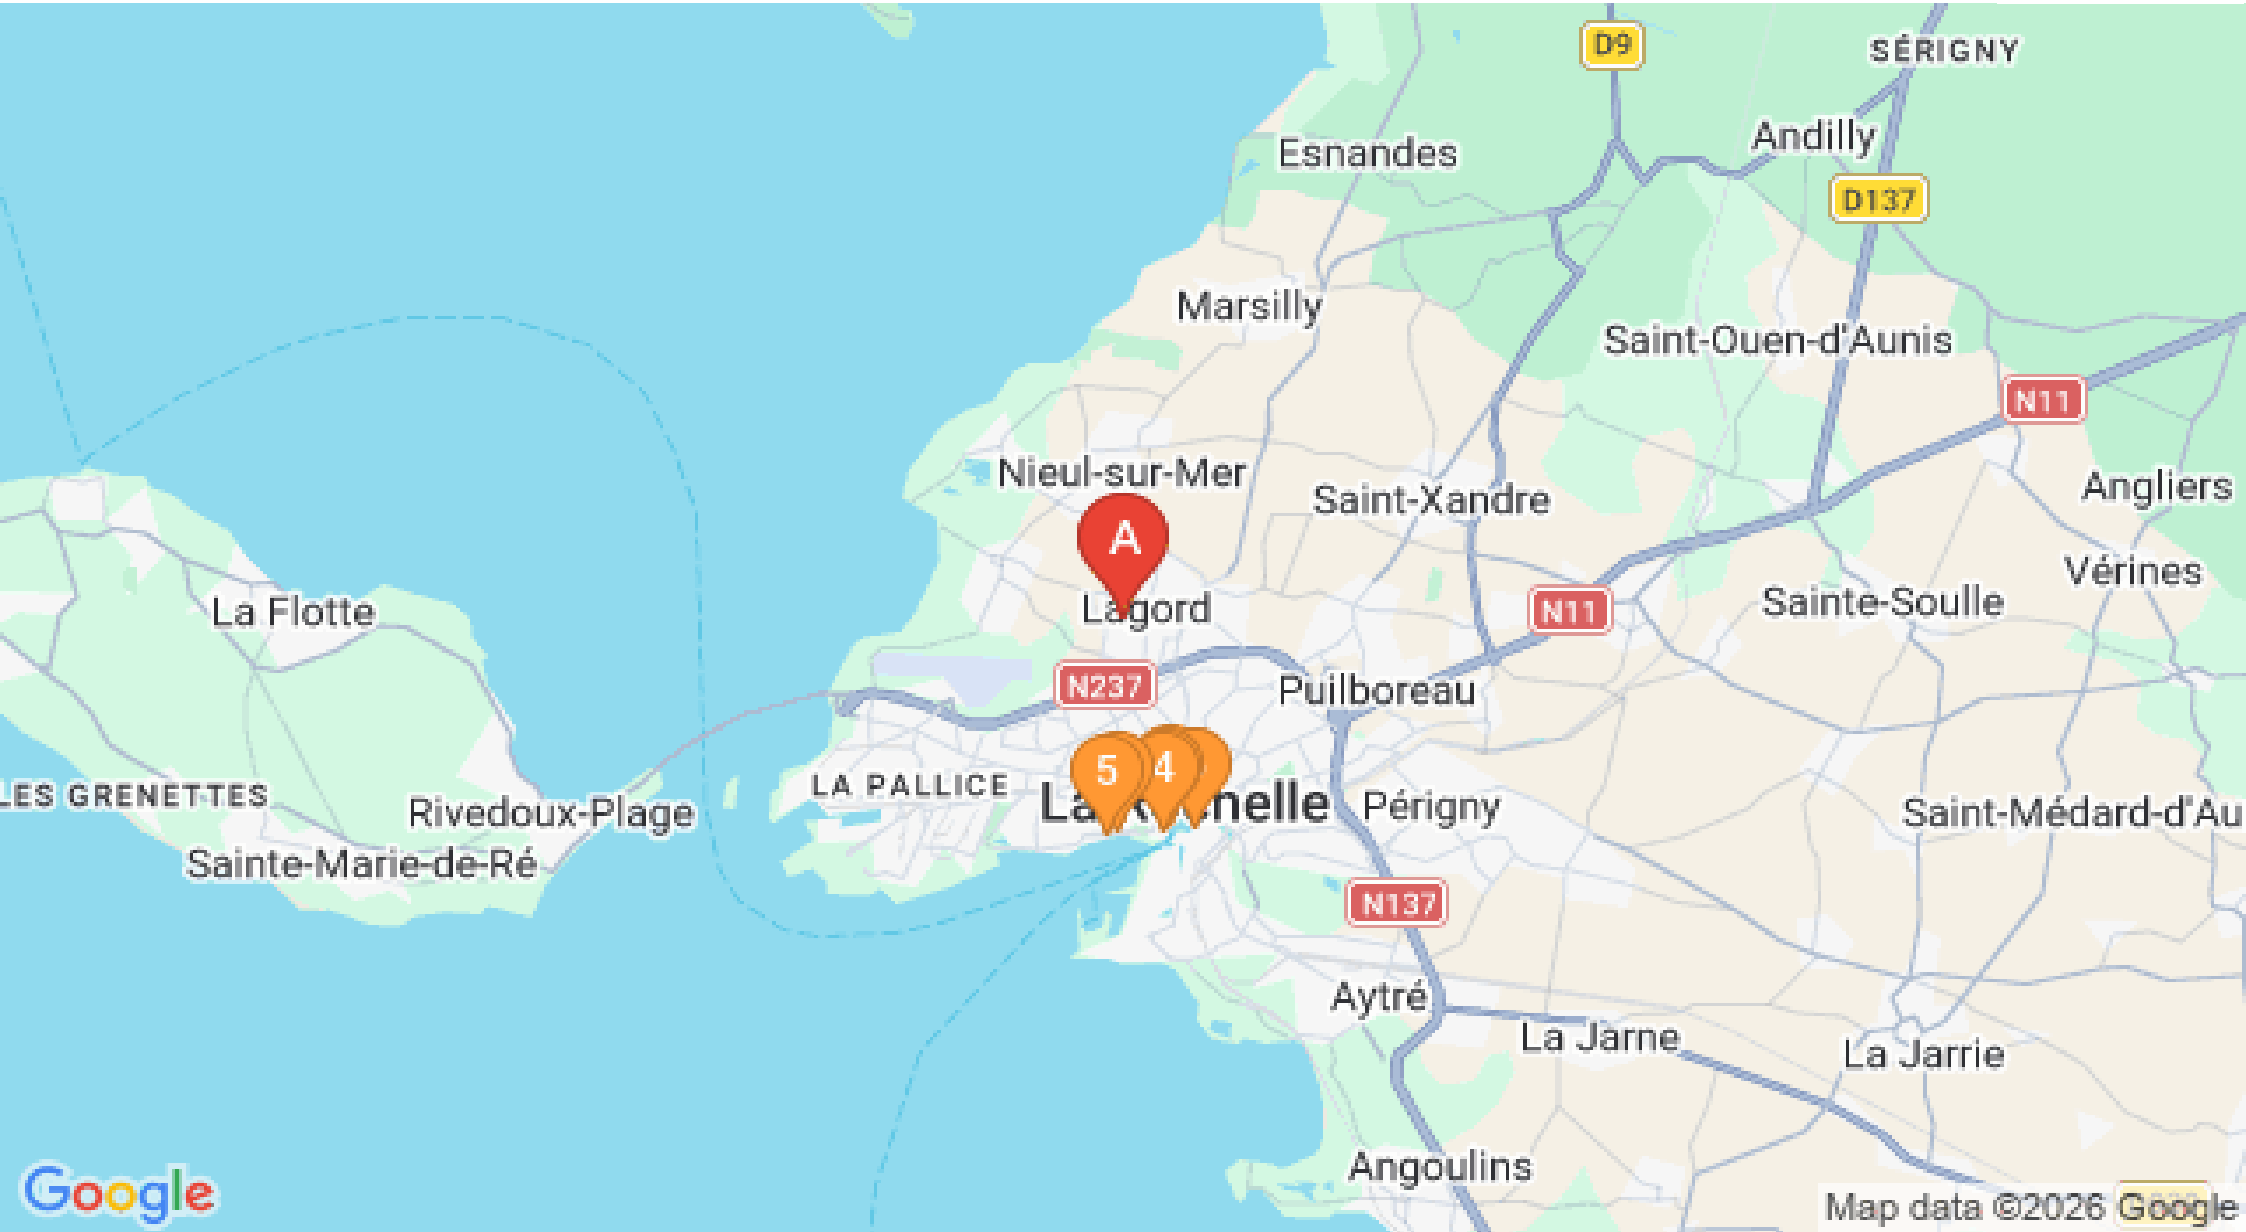 D9
SÉRIGNY
Andilly
Esnandes
D137
Marsilly
Saint-Ouen-d'Aunis
N11
Nieul-sur-Mer
Saint-Xandre
Angliers
A
Vérines
La Flotte
Lagord
N11
Sainte-Soulle
N237
Puilboreau
5
4
LA PALLICE
LES GRENETTES
Rivedoux-Plage
Périgny
Saint-Médard-d'Au
Sainte-Marie-de-Ré
N137
Aytré
La Jarne
La Jarrie
Angoulins
Google
Map data ©2026 Google